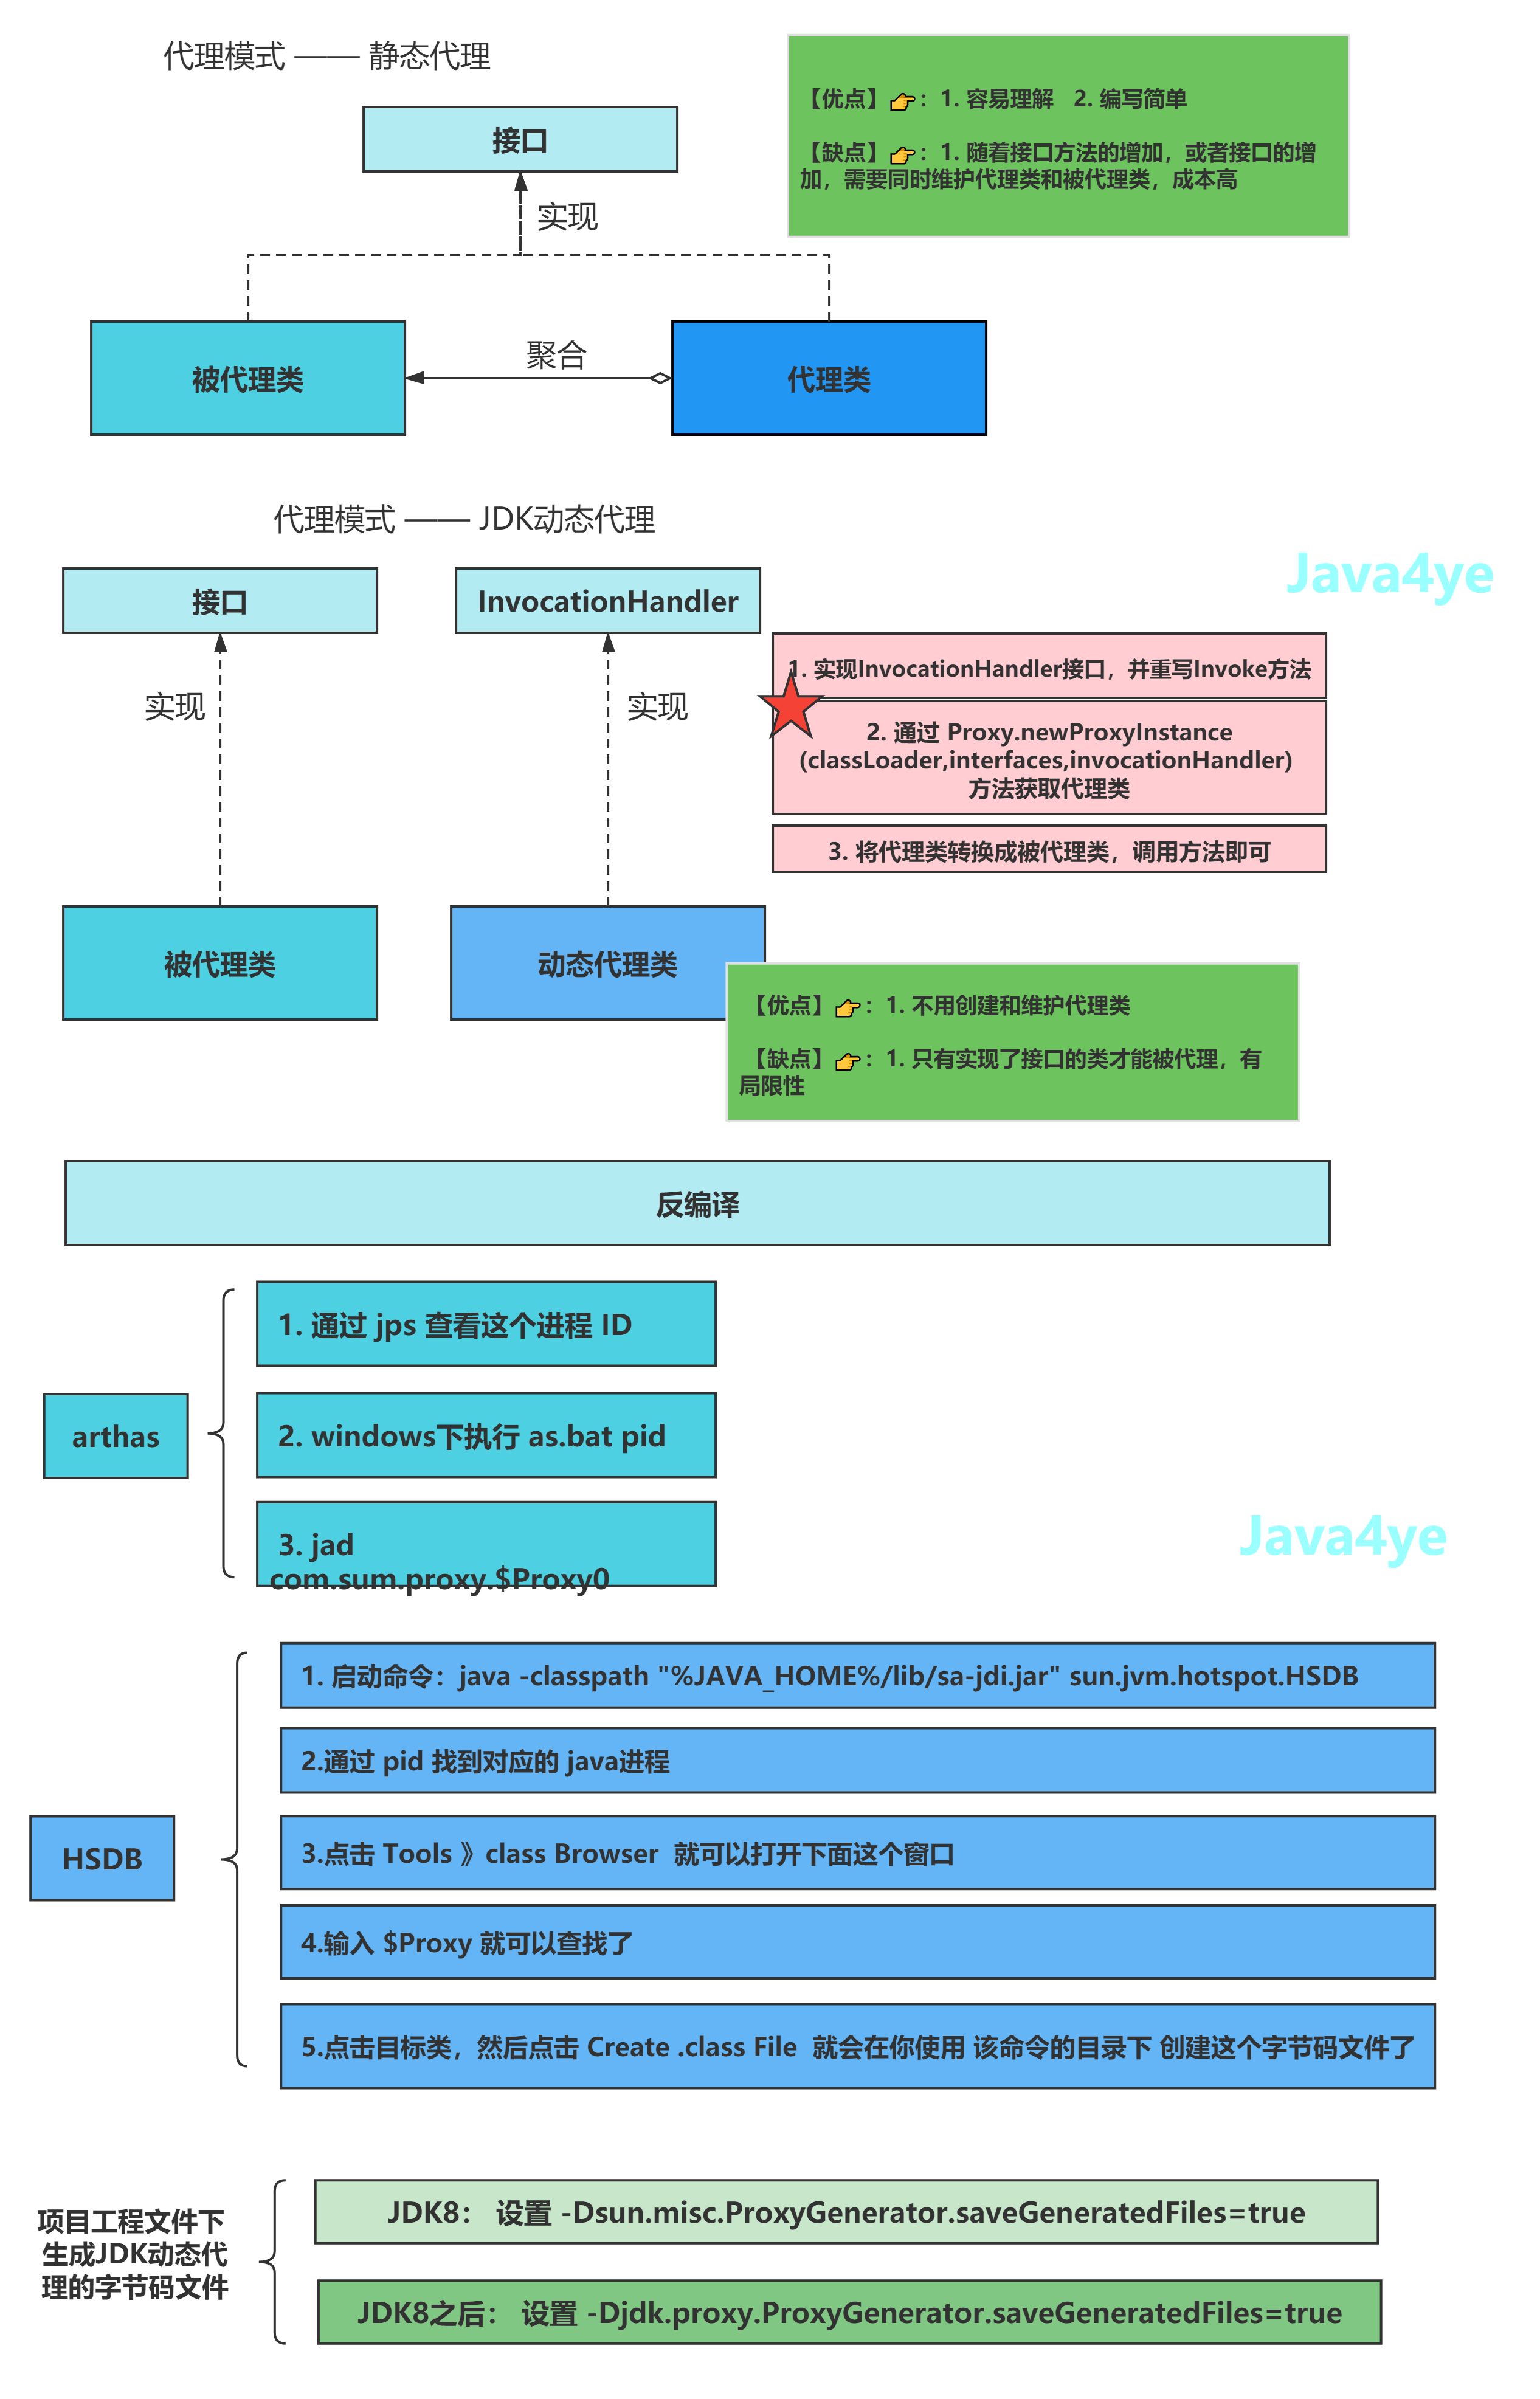 代理模式 —— 静态代理
【优点】👉：1. 容易理解   2. 编写简单
【缺点】👉：1. 随着接口方法的增加，或者接口的增
加，需要同时维护代理类和被代理类，成本高
接口
实现
被代理类
聚合
代理类
代理模式 —— JDK动态代理
Java4ye
接口
InvocationHandler
实现
实现
1. 实现InvocationHandler接口，并重写Invoke方法
2. 通过 Proxy.newProxyInstance
(classLoader,interfaces,invocationHandler)
方法获取代理类
3. 将代理类转换成被代理类，调用方法即可
被代理类
动态代理类
【优点】👉：1. 不用创建和维护代理类
【缺点】👉：1. 只有实现了接口的类才能被代理，有
局限性
反编译
arthas
1. 通过 jps 查看这个进程 ID
2. windows下执行 as.bat pid
3. jad
com.sum.proxy.$Proxy0
Java4ye
HSDB
1. 启动命令：java -classpath "%JAVA_HOME%/lib/sa-jdi.jar" sun.jvm.hotspot.HSDB
2.通过 pid 找到对应的 java进程
3.点击 Tools 》class Browser  就可以打开下面这个窗口
4.输入 $Proxy 就可以查找了
5.点击目标类，然后点击 Create .class File  就会在你使用 该命令的目录下 创建这个字节码文件了
项目工程文件下
生成JDK动态代
理的字节码文件
JDK8： 设置 -Dsun.misc.ProxyGenerator.saveGeneratedFiles=true
JDK8之后： 设置 -Djdk.proxy.ProxyGenerator.saveGeneratedFiles=true